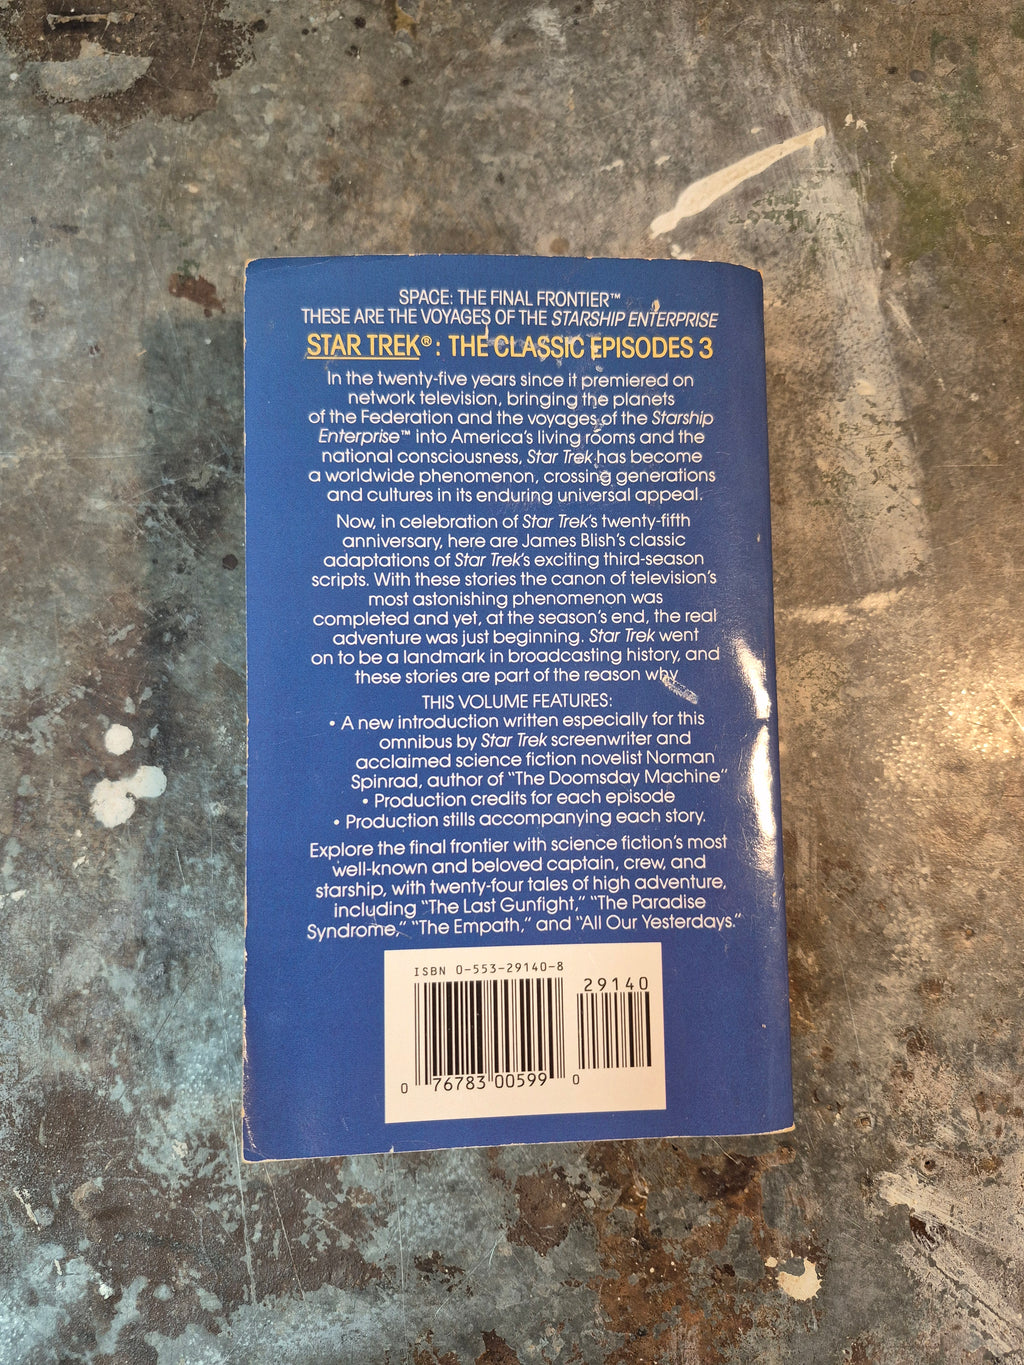 SPACE: THE FINAL FRONTIER™
THESE ARE THE VOYAGES OF THE STARSHIP ENTERPRISE
STAR TREK®: THE CLASSIC EPISODES 3
In the twenty-five years since it premiered on
network television, bringing the planets
of the Federation and the voyages of the Starship
Enterprise™ into America's living rooms and the
national consciousness, Star Trek has become
a worldwide phenomenon, crossing generations
and cultures in its enduring universal appeal.
Now, in celebration of Star Trek's twenty-fifth
anniversary, here are James Blish's classic
adaptations of Star Trek's exciting third-season
scripts. With these stories the canon of television's
most astonishing phenomenon was
completed and yet, at the season's end, the real
adventure was just beginning. Star Trek went
on to be a landmark in broadcasting history, and
these stories are part of the reason why.
THIS VOLUME FEATURES:
• A new introduction written especially for this
omnibus by Star Trek screenwriter and
acclaimed science fiction novelist Norman
Spinrad, author of "The Doomsday Machine"
• Production credits for each episode
• Production stills accompanying each story.
Explore the final frontier with science fiction's most
well-known and beloved captain, crew, and
starship, with twenty-four tales of high adventure,
including "The Last Gunfight," "The Paradise
Syndrome," "The Empath," and "All Our Yesterdays."
ISBN 0-553-29140-8
29140
0 76783 00599 0